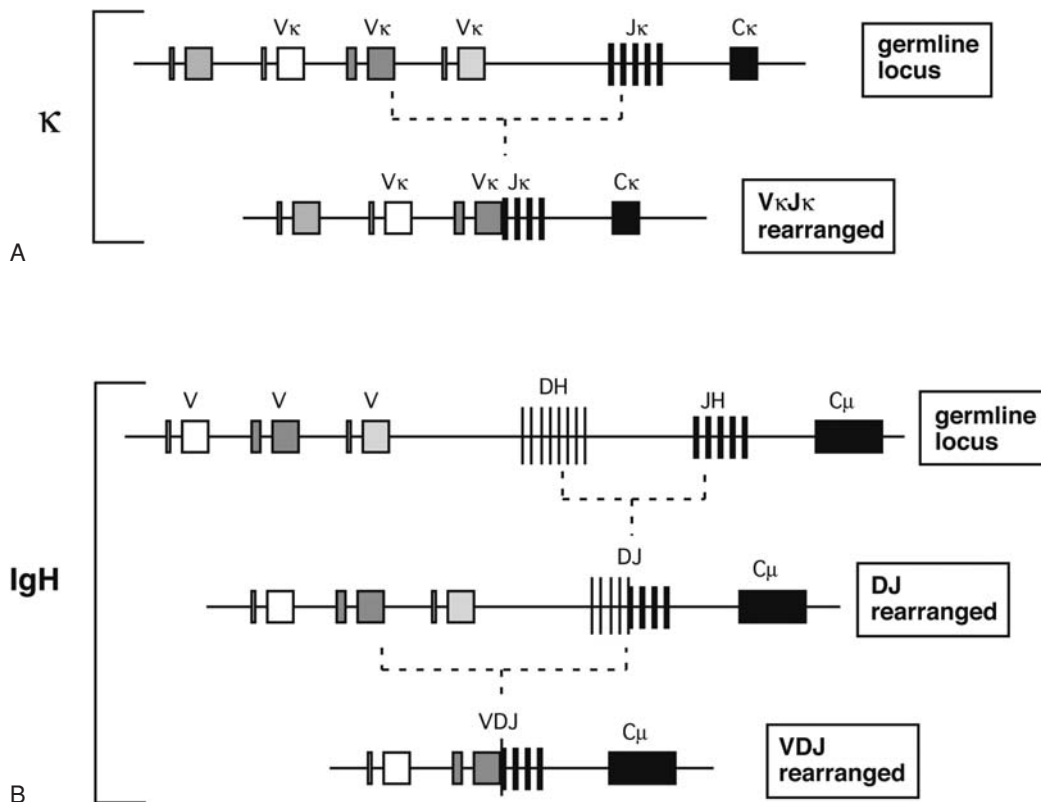 Vκ Vκ Vκ Jκ Cκ
germline
locus
κ
Vκ Vκ Jκ Cκ
VκJκ
rearranged
A
V V V DH JH Cμ
germline
locus
IgH
DJ Cμ
DJ
rearranged
VDJ Cμ
VDJ
rearranged
B